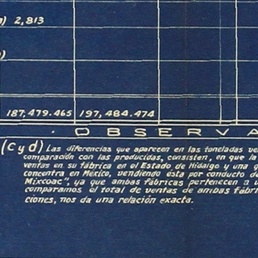 ) 2,813
)
187,479.465 197,484.474
OBSERVA
(c y d) Las diferencias que aparecen en las toneladas ve
comparación con las producidas, consisten, en que la
ventas en su fábrica en el Estado de Hidalgo y una
concentra en México, vendiendo ésta por conducto de
Mixcoac", ya que ambas fábricas pertenecen a u
comparamos el total de ventas de ambas fábri
ciones, nos da una relación exacta.